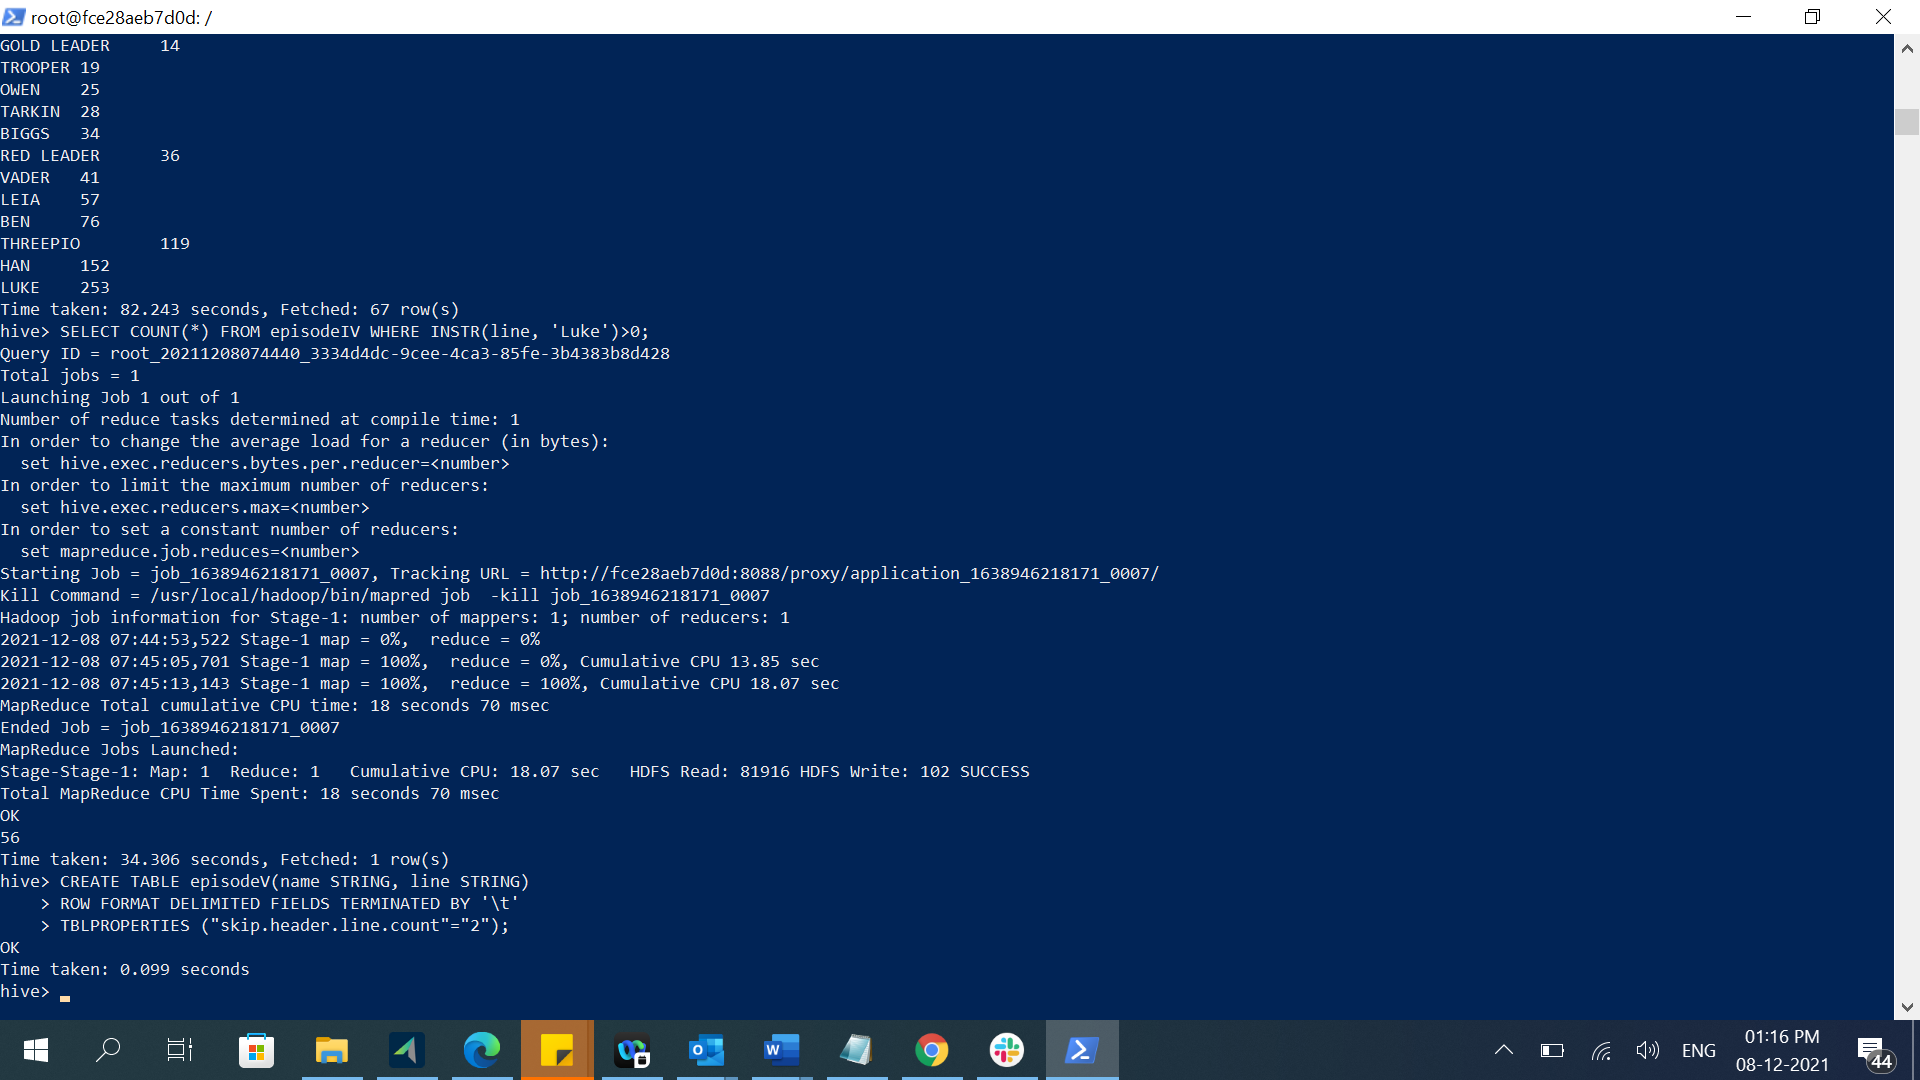 root@fce28aeb7d0d: /
GOLD LEADER     14
TROOPER 19
OWEN    25
TARKIN  28
BIGGS   34
RED LEADER      36
VADER   41
LEIA    57
BEN     76
THREEPIO        119
HAN     152
LUKE    253
Time taken: 82.243 seconds, Fetched: 67 row(s)
hive> SELECT COUNT(*) FROM episodeIV WHERE INSTR(line, 'Luke')>0;
Query ID = root_20211208074440_3334d4dc-9cee-4ca3-85fe-3b4383b8d428
Total jobs = 1
Launching Job 1 out of 1
Number of reduce tasks determined at compile time: 1
In order to change the average load for a reducer (in bytes):
  set hive.exec.reducers.bytes.per.reducer=<number>
In order to limit the maximum number of reducers:
  set hive.exec.reducers.max=<number>
In order to set a constant number of reducers:
  set mapreduce.job.reduces=<number>
Starting Job = job_1638946218171_0007, Tracking URL = http://fce28aeb7d0d:8088/proxy/application_1638946218171_0007/
Kill Command = /usr/local/hadoop/bin/mapred job  -kill job_1638946218171_0007
Hadoop job information for Stage-1: number of mappers: 1; number of reducers: 1
2021-12-08 07:44:53,522 Stage-1 map = 0%,  reduce = 0%
2021-12-08 07:45:05,701 Stage-1 map = 100%,  reduce = 0%, Cumulative CPU 13.85 sec
2021-12-08 07:45:13,143 Stage-1 map = 100%,  reduce = 100%, Cumulative CPU 18.07 sec
MapReduce Total cumulative CPU time: 18 seconds 70 msec
Ended Job = job_1638946218171_0007
MapReduce Jobs Launched:
Stage-Stage-1: Map: 1  Reduce: 1   Cumulative CPU: 18.07 sec   HDFS Read: 81916 HDFS Write: 102 SUCCESS
Total MapReduce CPU Time Spent: 18 seconds 70 msec
OK
56
Time taken: 34.306 seconds, Fetched: 1 row(s)
hive> CREATE TABLE episodeV(name STRING, line STRING)
    > ROW FORMAT DELIMITED FIELDS TERMINATED BY '\t'
    > TBLPROPERTIES ("skip.header.line.count"="2");
OK
Time taken: 0.099 seconds
hive>
ENG
01:16 PM
08-12-2021
44